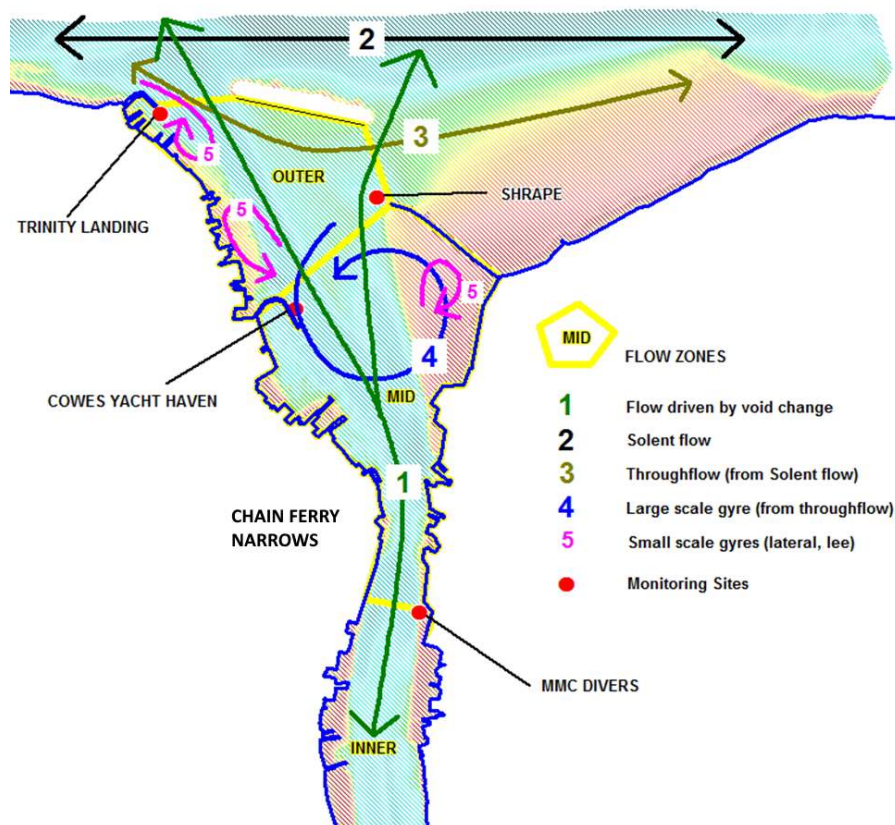 2
3
OUTER
5
TRINITY LANDING
SHRAPE
5
5
4
COWES YACHT HAVEN
MID
MID
FLOW ZONES
1 Flow driven by void change
2 Solent flow
3 Throughflow (from Solent flow)
4 Large scale gyre (from throughflow)
5 Small scale gyres (lateral, lee)
Monitoring Sites
1
CHAIN FERRY
NARROWS
MMC DIVERS
INNER